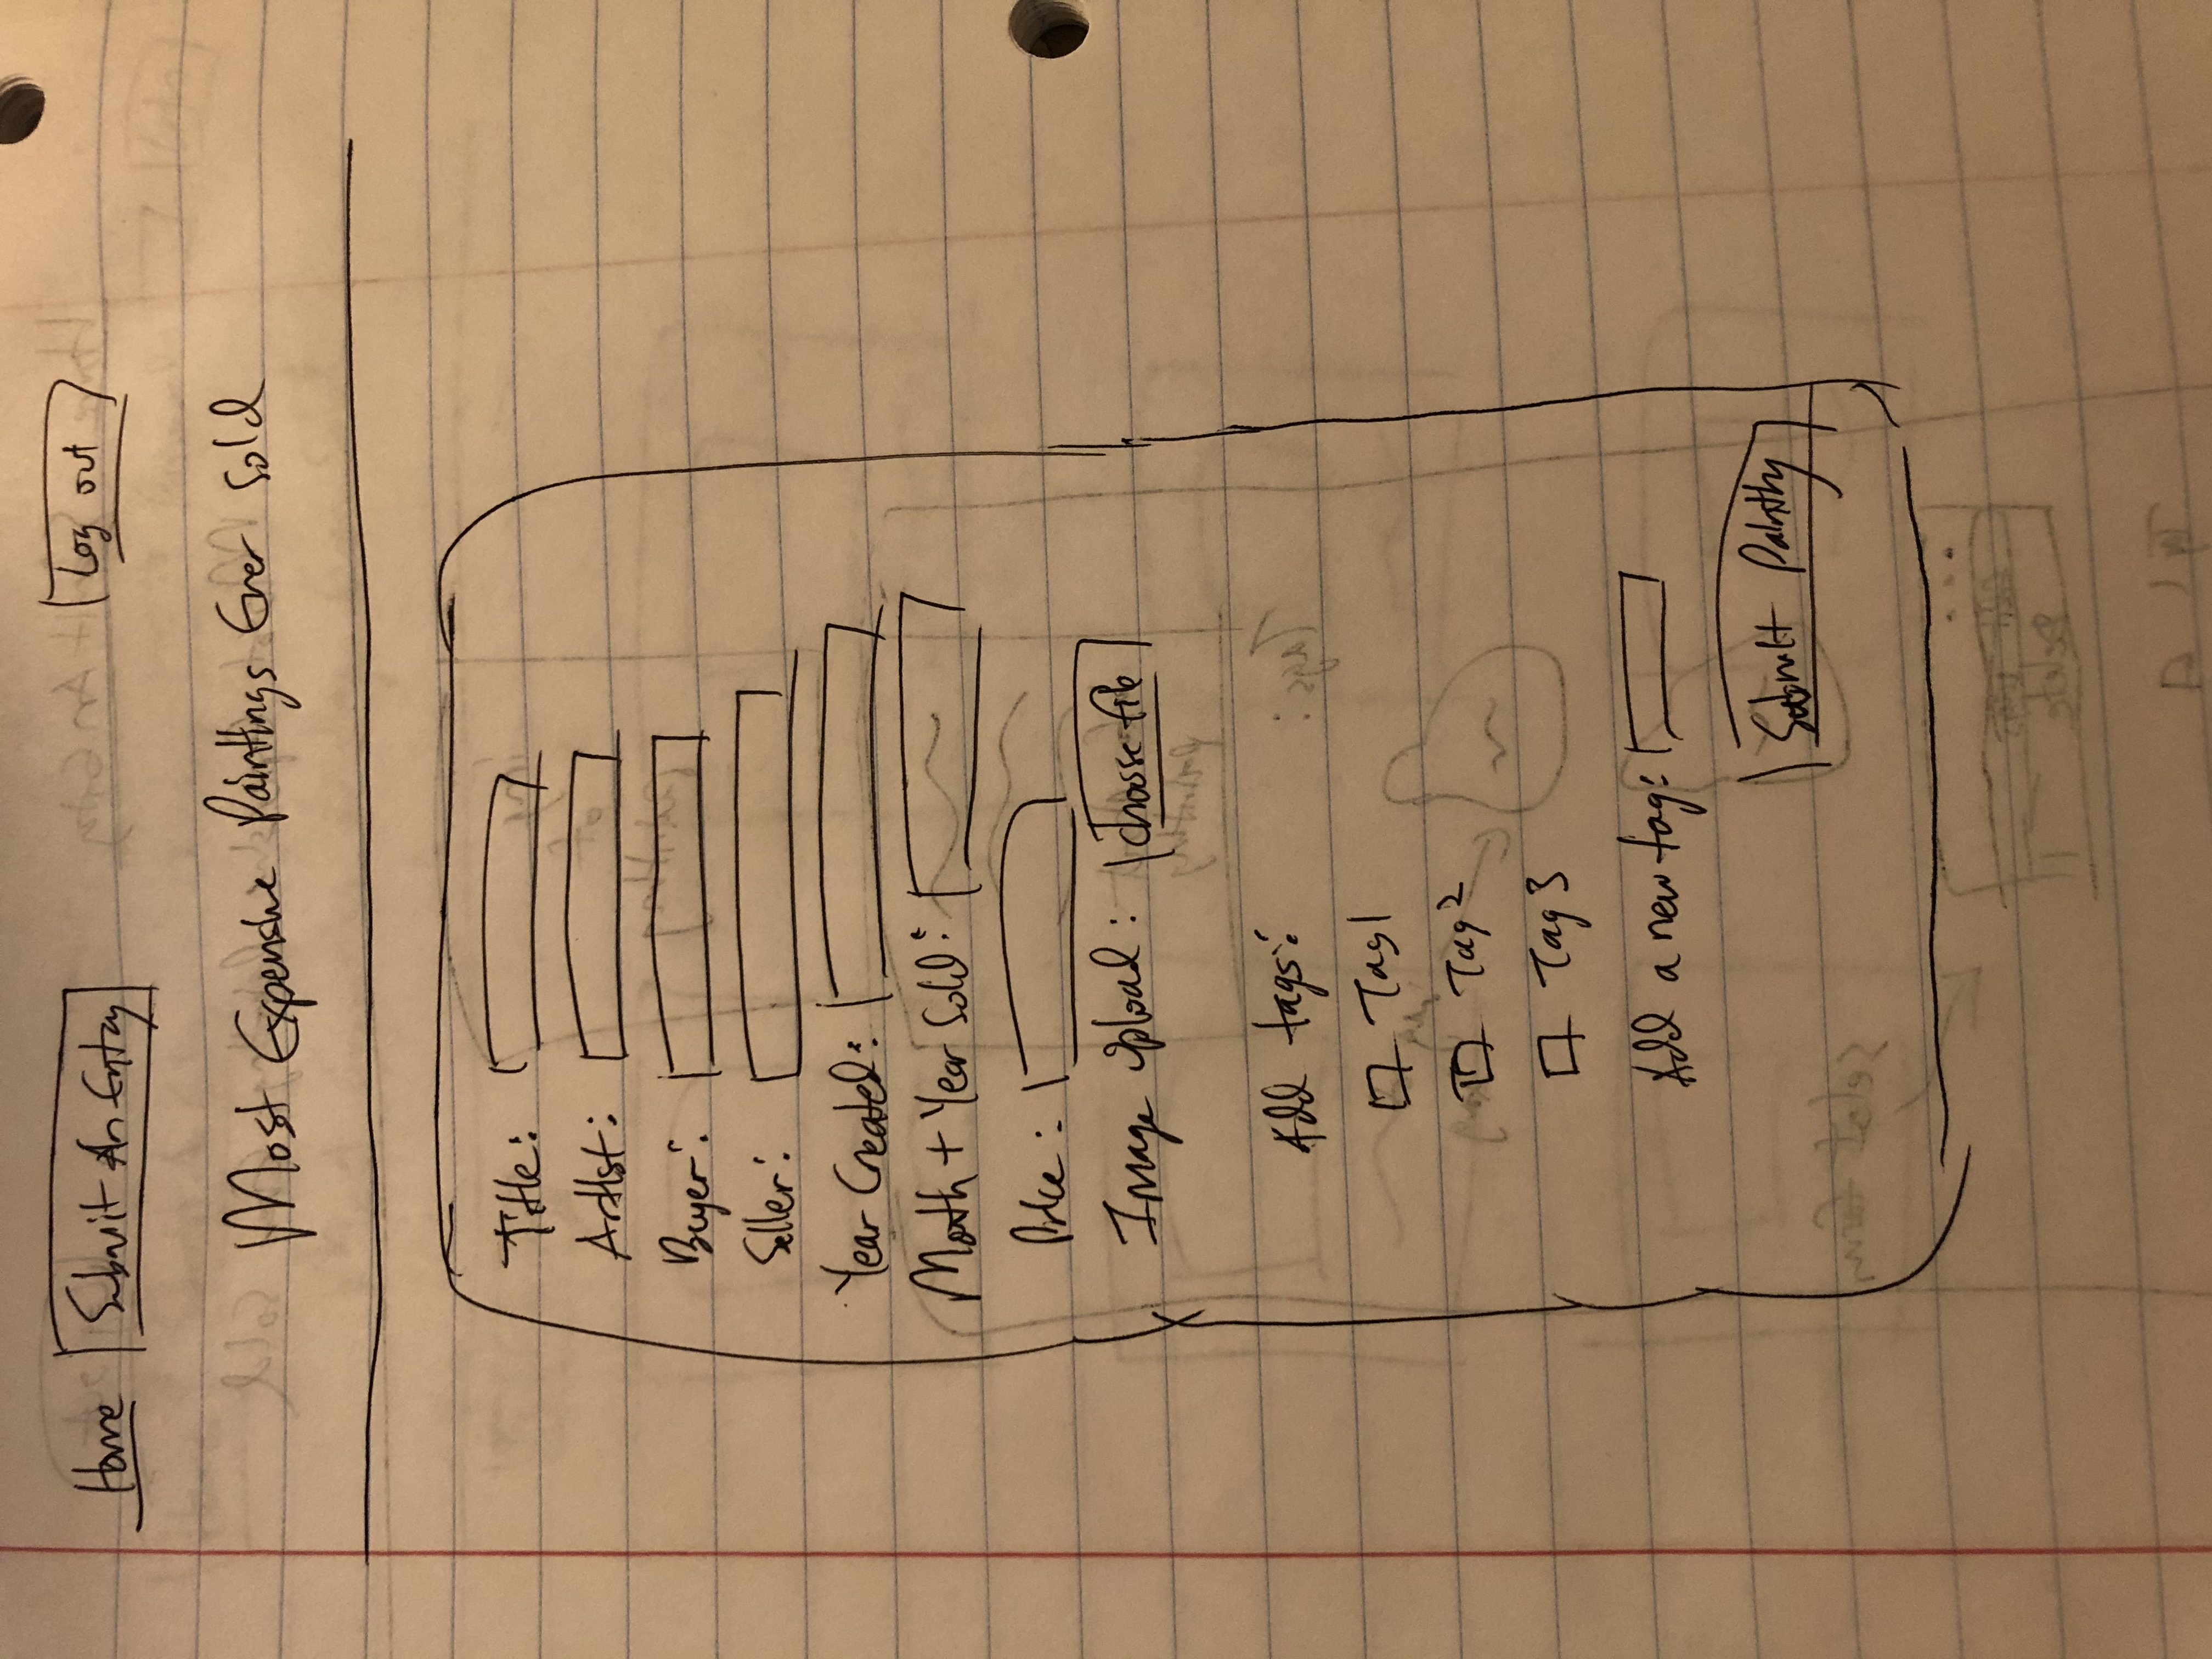 Home Submit An Entry Log out
Most Expensive Paintings Ever Sold
Title:
Artist:
Buyer:
Seller:
Year Created:
Month + Year Sold:
Price:
Image upload: Choose file
Add tags:
Tag1
Tag2
Tag3
Add a new tag:
Submit Painting